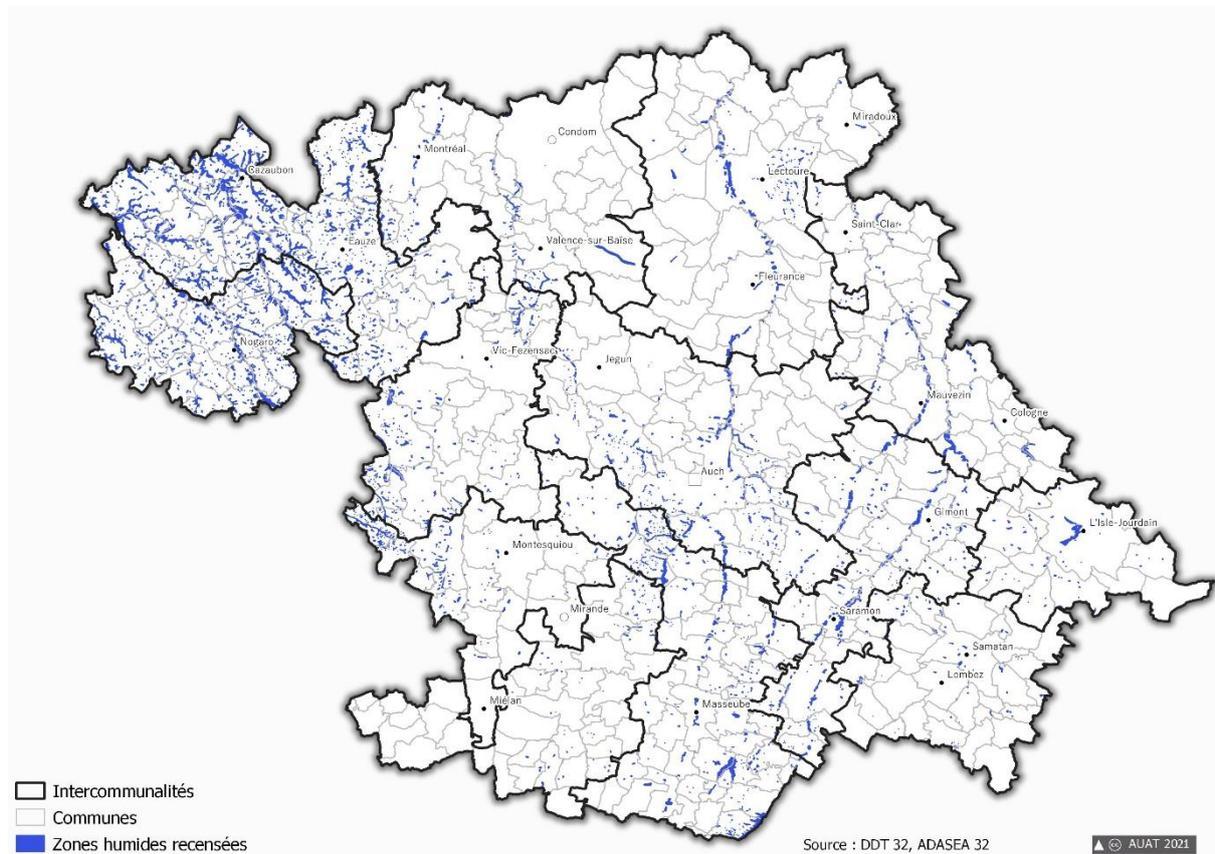 Miradoux
Condom
Montréal
Cazaubon
Lectoure
Saint-Clar
Eauze
Valence-sur-Baïse
Fleurance
Nogaro
Vic-Fezensac
Jegun
Mauvezin
Cologne
Auch
Gimont
L'Isle-Jourdain
Montesquiou
Mirande
Saramon
Samatan
Lombez
Miélan
Masseube
Intercommunalités
Communes
Zones humides recensées
Source : DDT 32, ADASEA 32
cc AUAT 2021